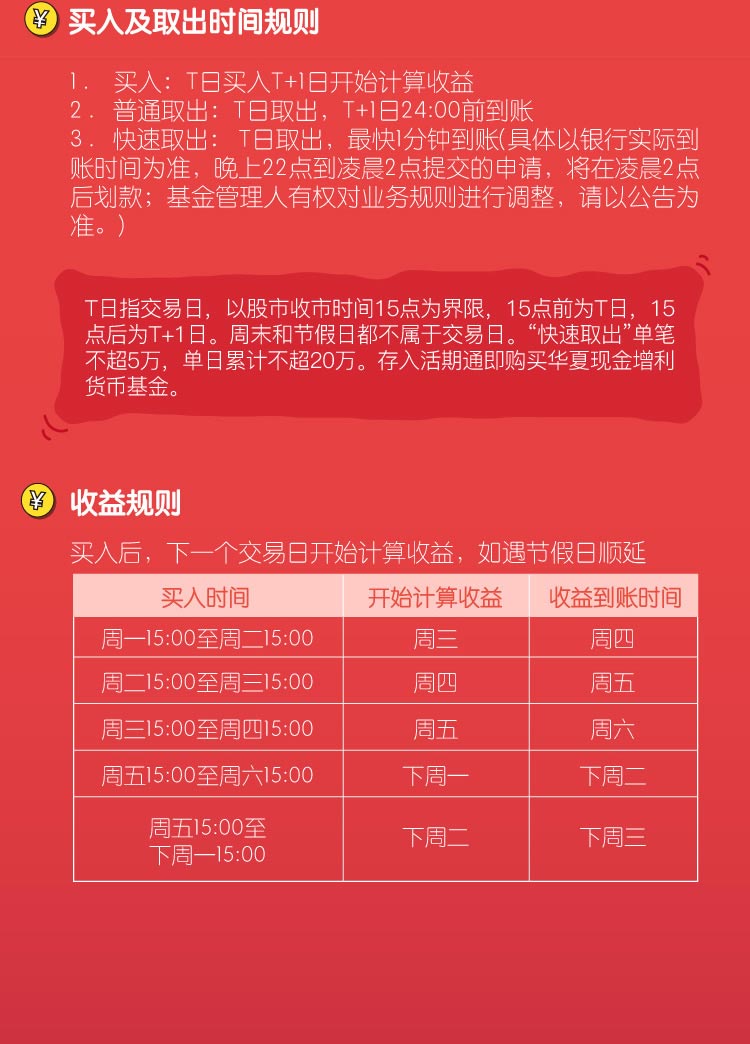 ¥ 买入及取出时间规则
1． 买入：T日买入T+1日开始计算收益
2．普通取出：T日取出，T+1日24:00前到账
3．快速取出： T日取出，最快1分钟到账(具体以银行实际到
账时间为准，晚上22点到凌晨2点提交的申请，将在凌晨2点
后划款；基金管理人有权对业务规则进行调整，请以公告为
准。)
T日指交易日，以股市收市时间15点为界限，15点前为T日，15
点后为T+1日。周末和节假日都不属于交易日。“快速取出”单笔
不超5万，单日累计不超20万。存入活期通即购买华夏现金增利
货币基金。
¥ 收益规则
买入后，下一个交易日开始计算收益，如遇节假日顺延
买入时间 开始计算收益 收益到账时间
周一15:00至周二15:00 周三 周四
周二15:00至周三15:00 周四 周五
周三15:00至周四15:00 周五 周六
周五15:00至周六15:00 下周一 下周二
周五15:00至
下周一15:00 下周二 下周三